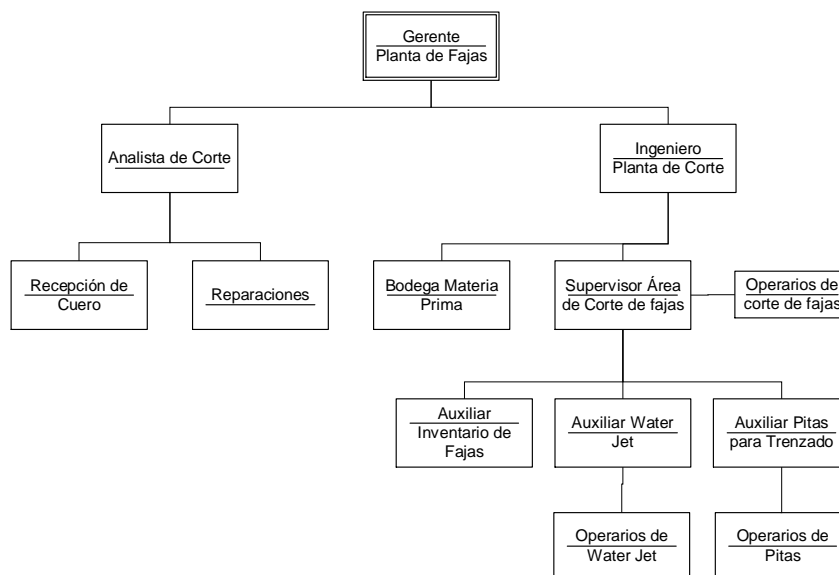 Gerente
Planta de Fajas
Analista de Corte
Ingeniero
Planta de Corte
Recepción de
Cuero
Reparaciones
Bodega Materia
Prima
Supervisor Área
de Corte de fajas
Operarios de
corte de fajas
Auxiliar
Inventario de
Fajas
Auxiliar Water
Jet
Auxiliar Pitas
para Trenzado
Operarios de
Water Jet
Operarios de
Pitas